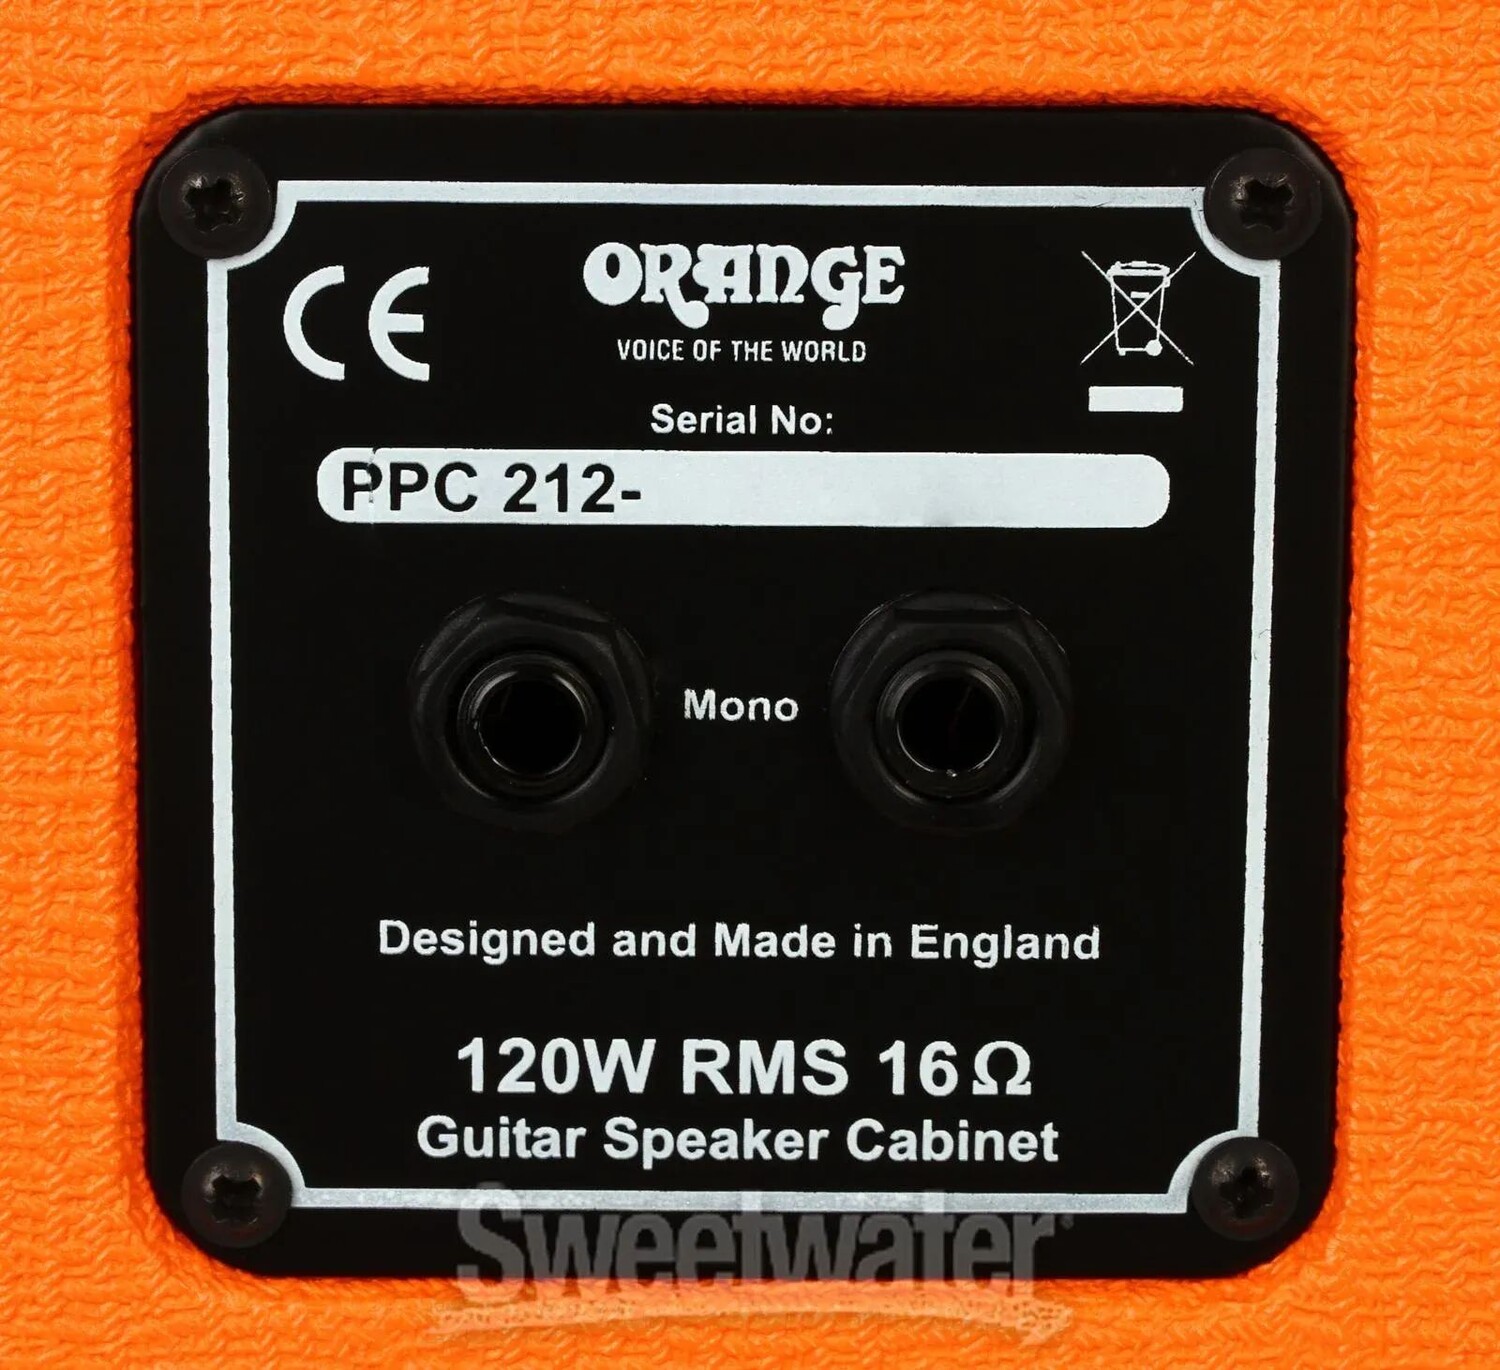 CE
ORANGE
VOICE OF THE WORLD
Serial No:
PPC 212-
Mono
Designed and Made in England
120W RMS 16Ω
Guitar Speaker Cabinet
Sweetwater®